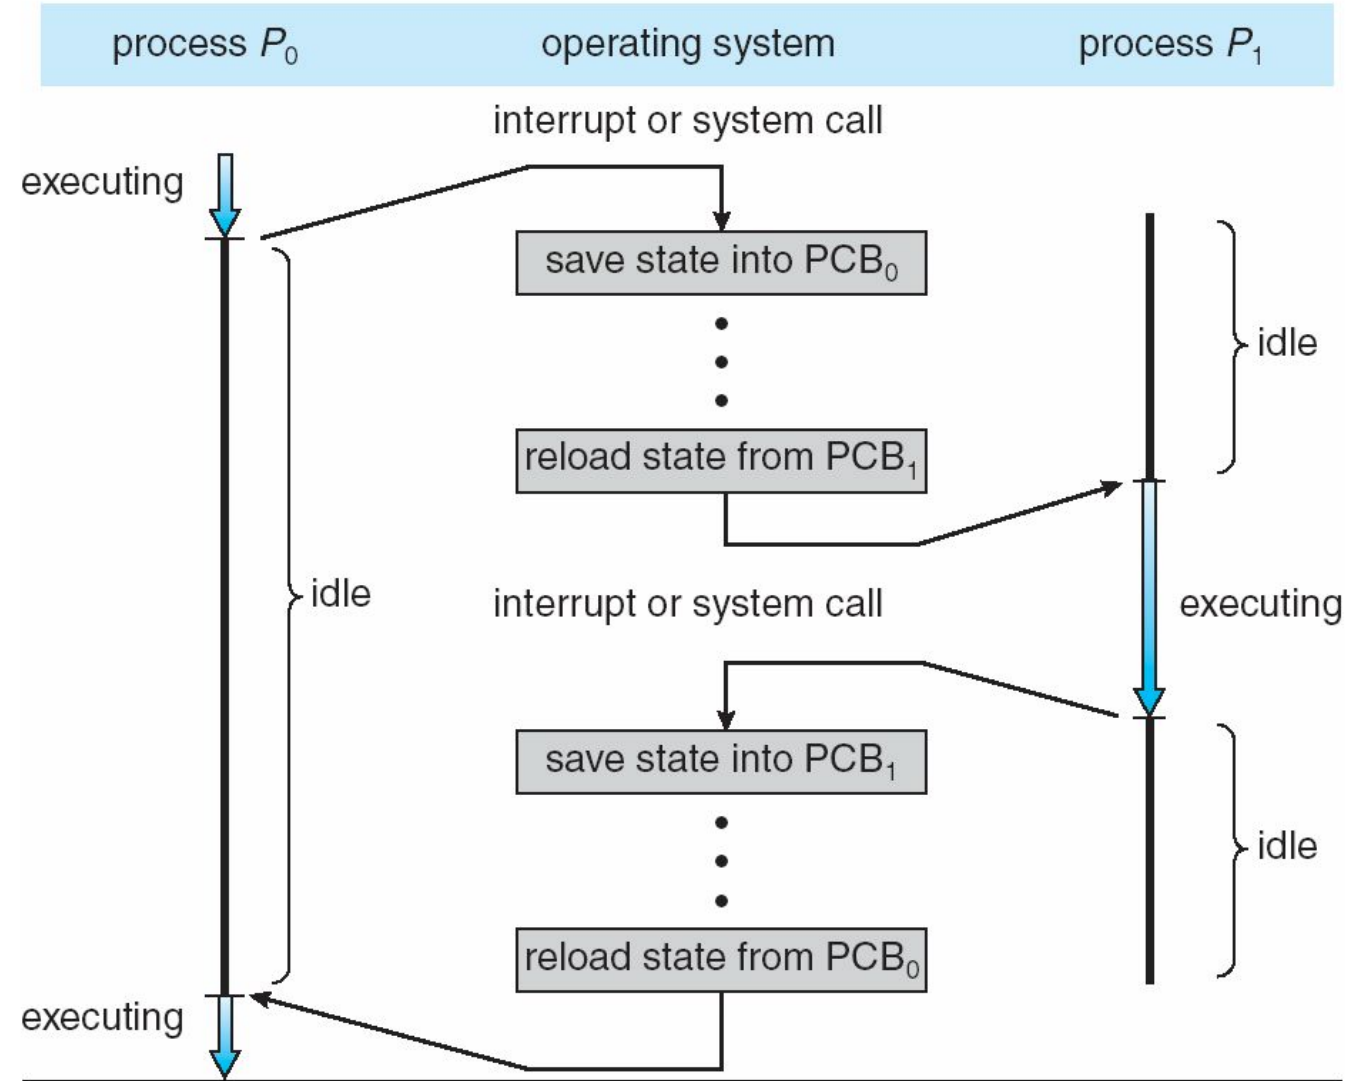 process P0 operating system process P1
interrupt or system call
executing
save state into PCB0
idle
reload state from PCB1
idle
interrupt or system call
executing
save state into PCB1
idle
reload state from PCB0
executing